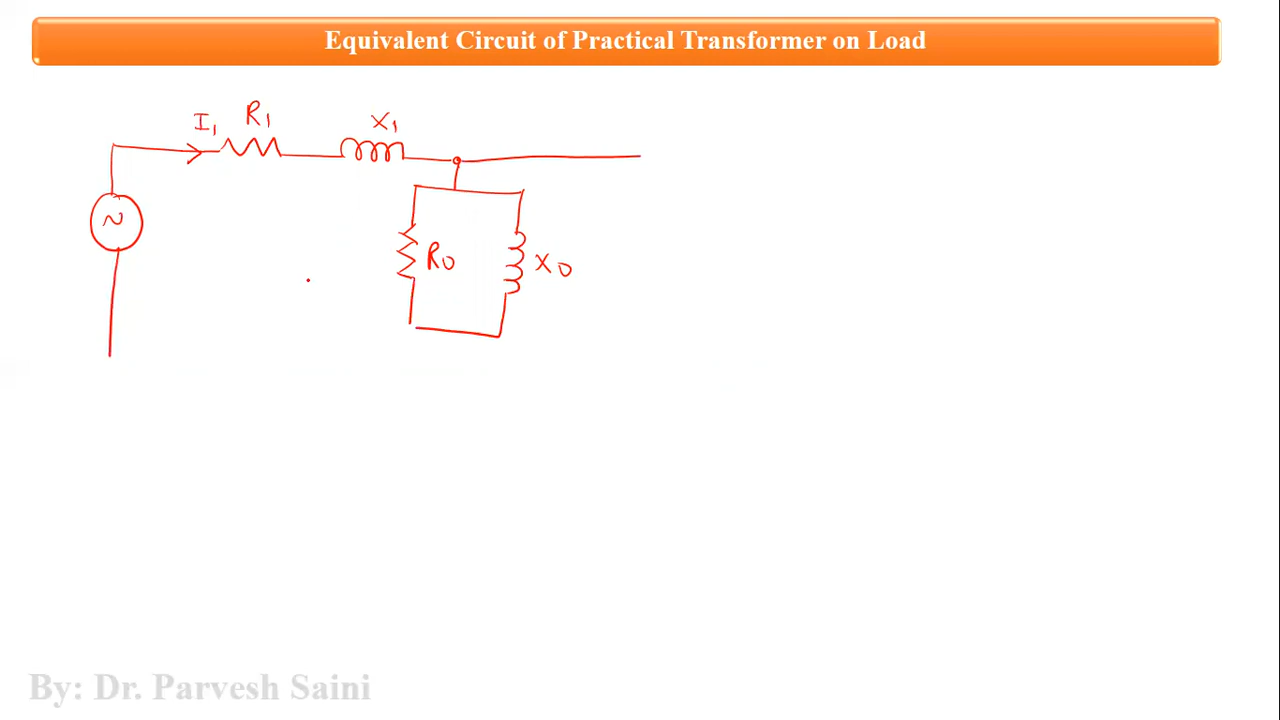 Equivalent Circuit of Practical Transformer on Load
I₁ R₁ X₁
~
R₀ X₀
By: Dr. Parvesh Saini